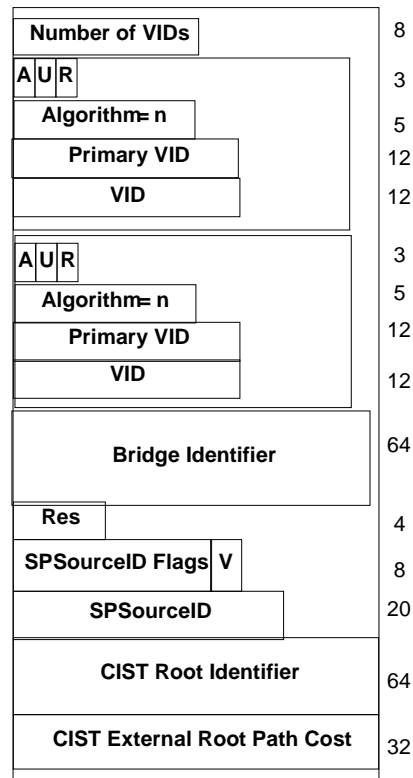 Number of VIDs 8
A U R 3
Algorithm= n 5
Primary VID 12
VID 12
A U R 3
Algorithm= n 5
Primary VID 12
VID 12
Bridge Identifier 64
Res 4
SPSourceID Flags V 8
SPSourceID 20
CIST Root Identifier 64
CIST External Root Path Cost 32